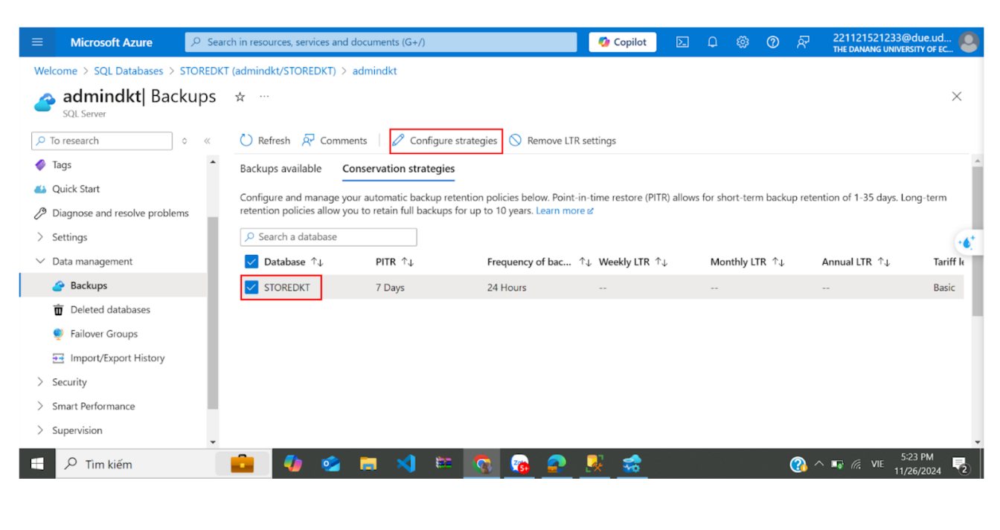 Microsoft Azure
Search in resources, services and documents (G+/)
Copilot
221121521233@due.ud...
THE DANANG UNIVERSITY OF EC...
Welcome > SQL Databases > STOREDKT (admindkt/STOREDKT) > admindkt
admindkt| Backups
SQL Server
To research
Refresh
Comments
Configure strategies
Remove LTR settings
Tags
Quick Start
Diagnose and resolve problems
Settings
Data management
Backups
Deleted databases
Failover Groups
Import/Export History
Security
Smart Performance
Supervision
Backups available
Conservation strategies
Configure and manage your automatic backup retention policies below. Point-in-time restore (PITR) allows for short-term backup retention of 1-35 days. Long-term
retention policies allow you to retain full backups for up to 10 years. Learn more
Search a database
Database PITR Frequency of bac... Weekly LTR Monthly LTR Annual LTR Tariff le
STOREDKT 7 Days 24 Hours -- -- -- Basic
Tìm kiếm
Zalo
5+
VIE
5:23 PM
11/26/2024
2